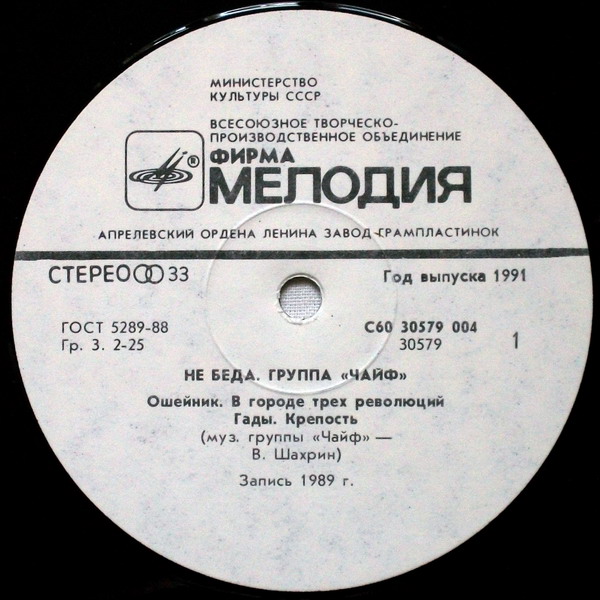 МИНИСТЕРСТВО
КУЛЬТУРЫ СССР
ВСЕСОЮЗНОЕ ТВОРЧЕСКО-
ПРОИЗВОДСТВЕННОЕ ОБЪЕДИНЕНИЕ
® ФИРМА
МЕЛОДИЯ
АПРЕЛЕВСКИЙ ОРДЕНА ЛЕНИНА ЗАВОД ГРАМПЛАСТИНОК
СТЕРЕО 33
Год выпуска 1991
ГОСТ 5289-88
С60 30579 004
Гр. 3. 2-25
30579
1
НЕ БЕДА. ГРУППА «ЧАЙФ»
Ошейник. В городе трех революций
Гады. Крепость
(муз. группы «Чайф» —
В. Шахрин)
Запись 1989 г.